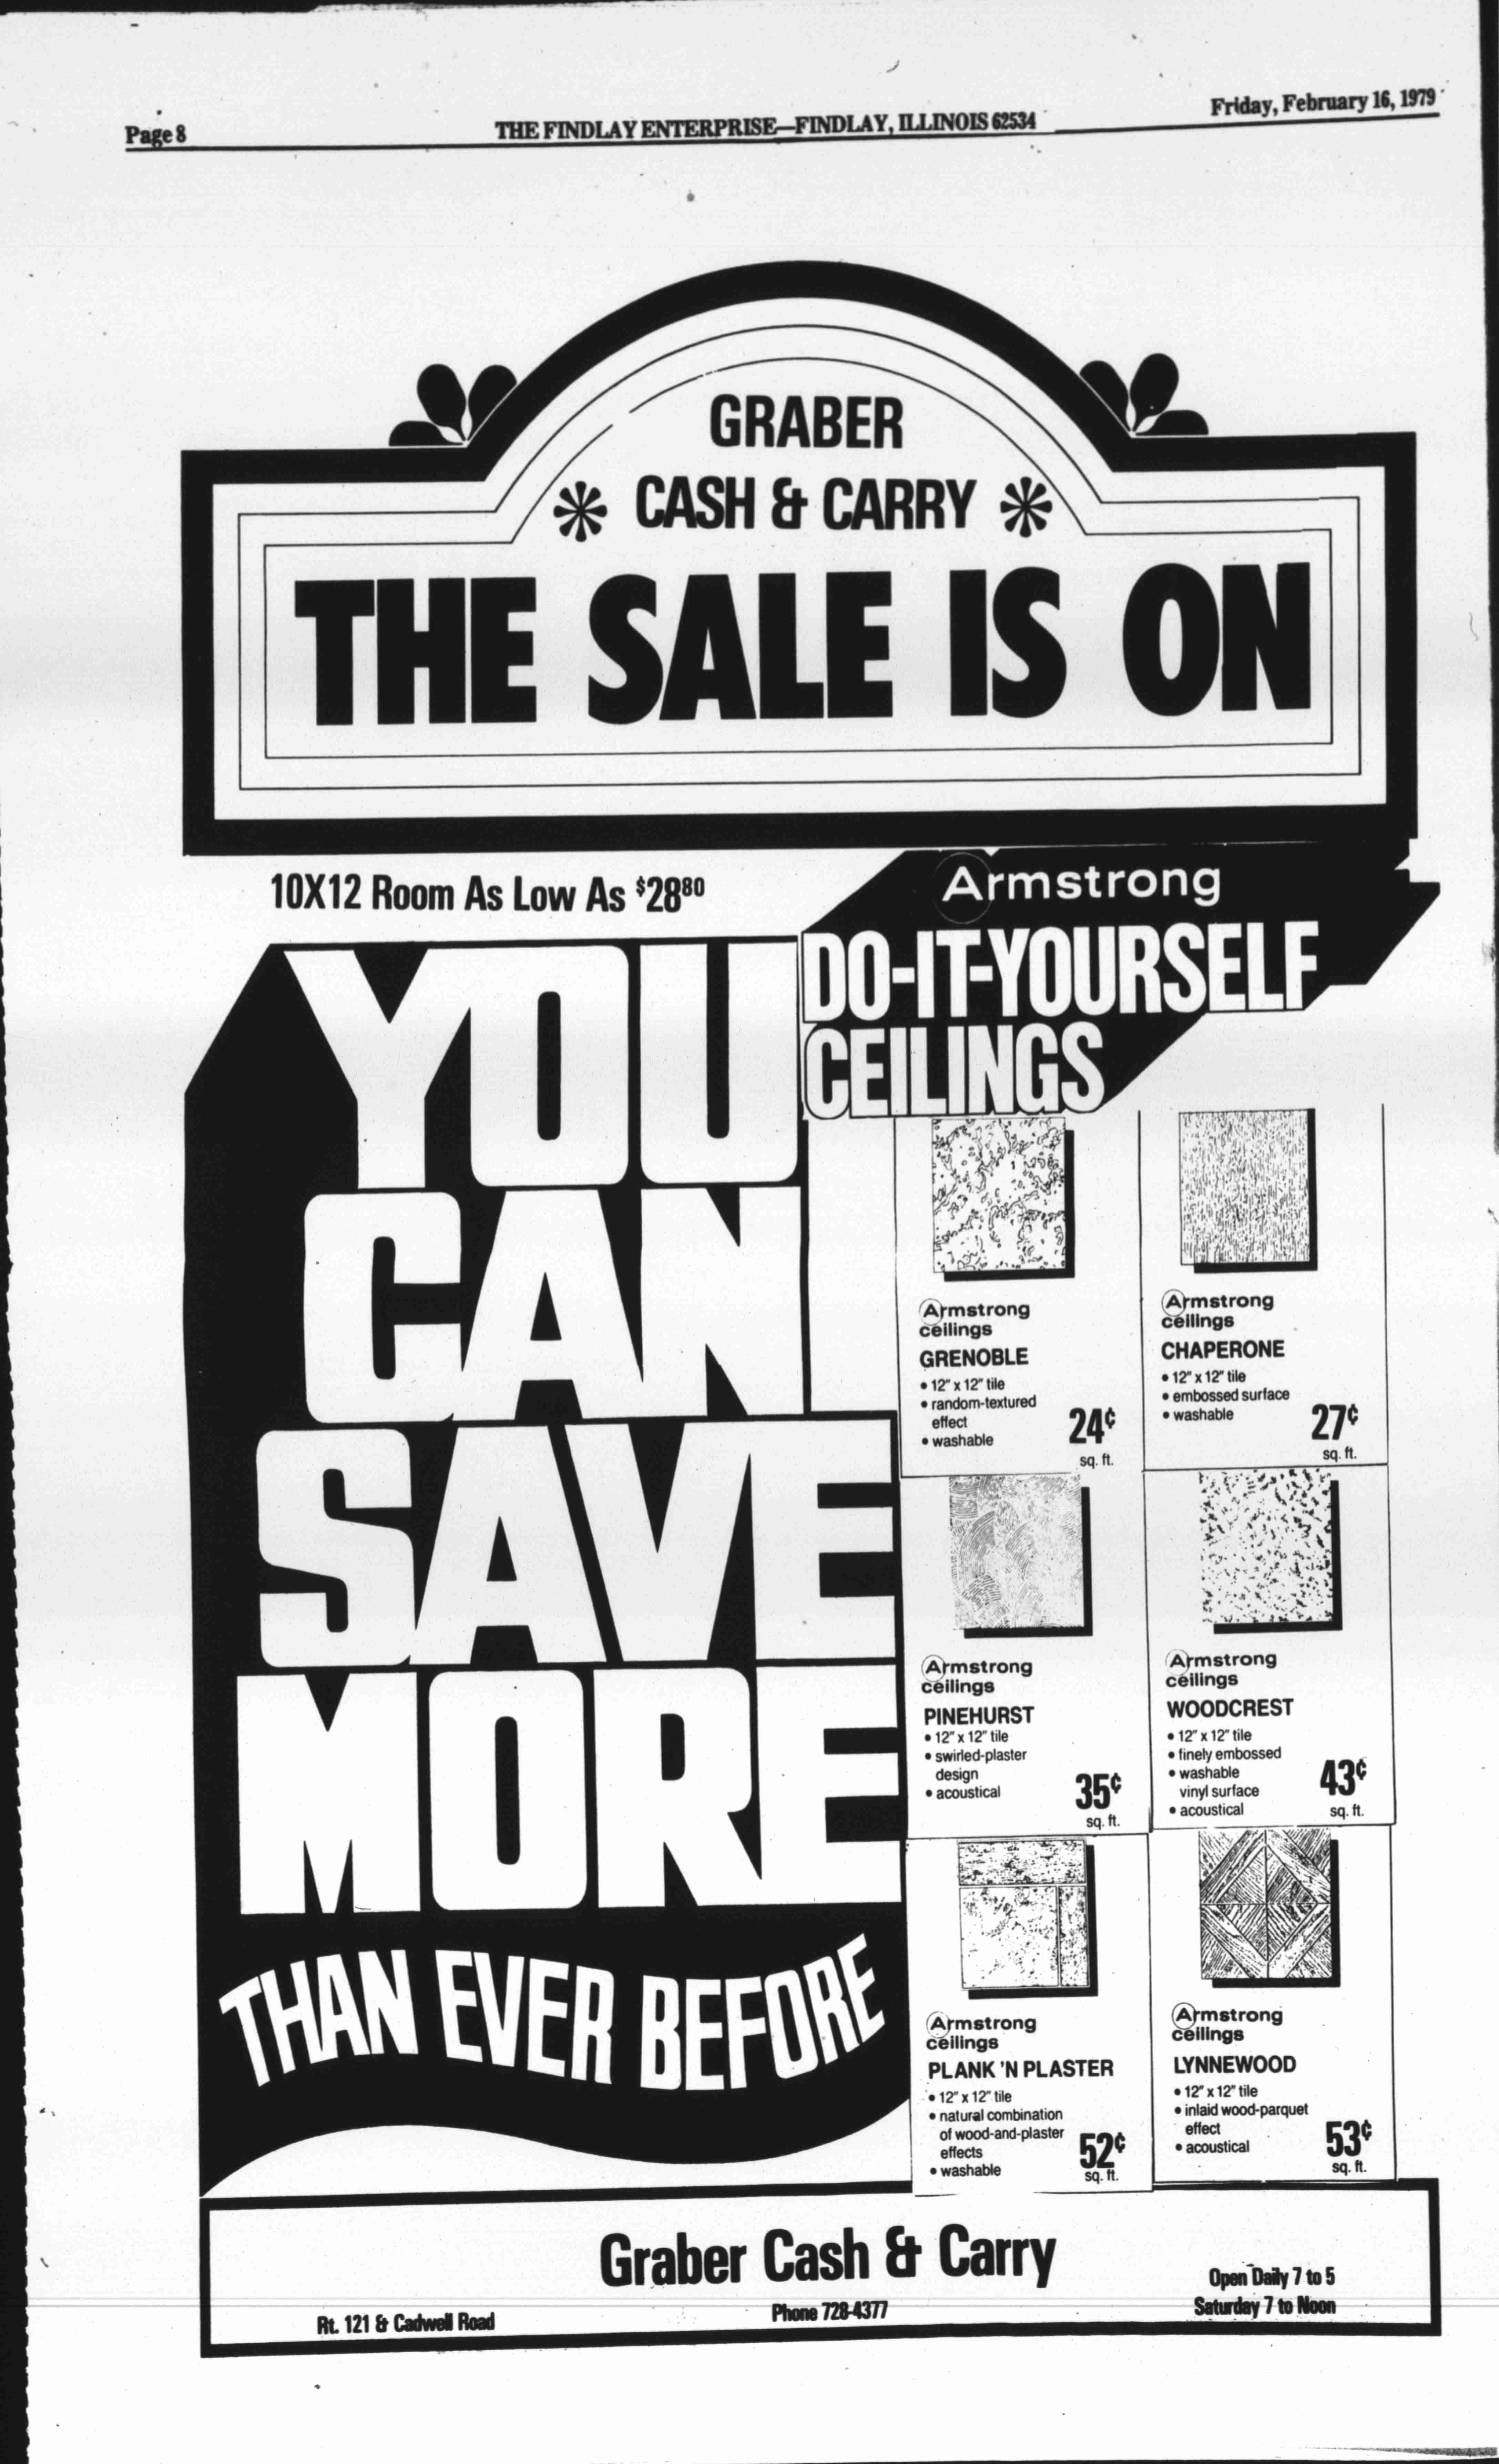 Page 8
THE FINDLAY ENTERPRISE—FINDLAY, ILLINOIS 62534
Friday, February 16, 1979
GRABER
CASH & CARRY
THE SALE IS ON
10X12 Room As Low As $28⁸⁰
Armstrong
DO-IT-YOURSELF
CEILINGS
YOU
CAN
SAVE
MORE
THAN EVER BEFORE
Armstrong
ceilings
GRENOBLE
• 12" x 12" tile
• random-textured
effect
• washable
24¢
sq. ft.
Armstrong
ceilings
CHAPERONE
• 12" x 12" tile
• embossed surface
• washable
27¢
sq. ft.
Armstrong
ceilings
PINEHURST
• 12" x 12" tile
• swirled-plaster
design
• acoustical
35¢
sq. ft.
Armstrong
ceilings
WOODCREST
• 12" x 12" tile
• finely embossed
• washable
vinyl surface
• acoustical
43¢
sq. ft.
Armstrong
ceilings
PLANK 'N PLASTER
• 12" x 12" tile
• natural combination
of wood-and-plaster
effects
• washable
52¢
sq. ft.
Armstrong
ceilings
LYNNEWOOD
• 12" x 12" tile
• inlaid wood-parquet
effect
• acoustical
53¢
sq. ft.
Graber Cash & Carry
Rt. 121 & Cadwell Road
Phone 728-4377
Open Daily 7 to 5
Saturday 7 to Noon